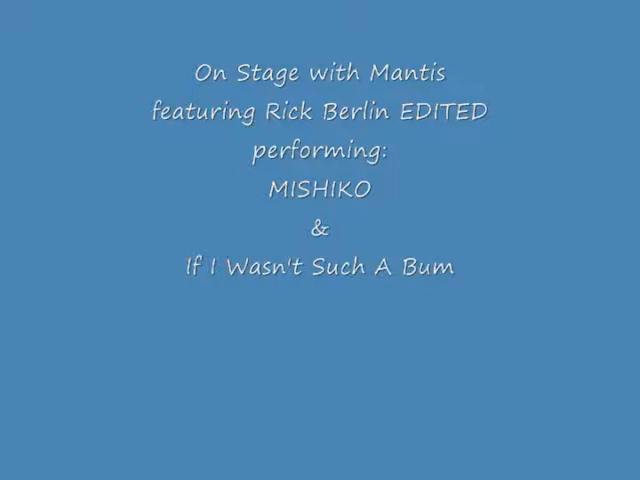 On Stage with Mantis
featuring Rick Berlin EDITED
performing:
MISHIKO
&
If I Wasn't Such A Bum